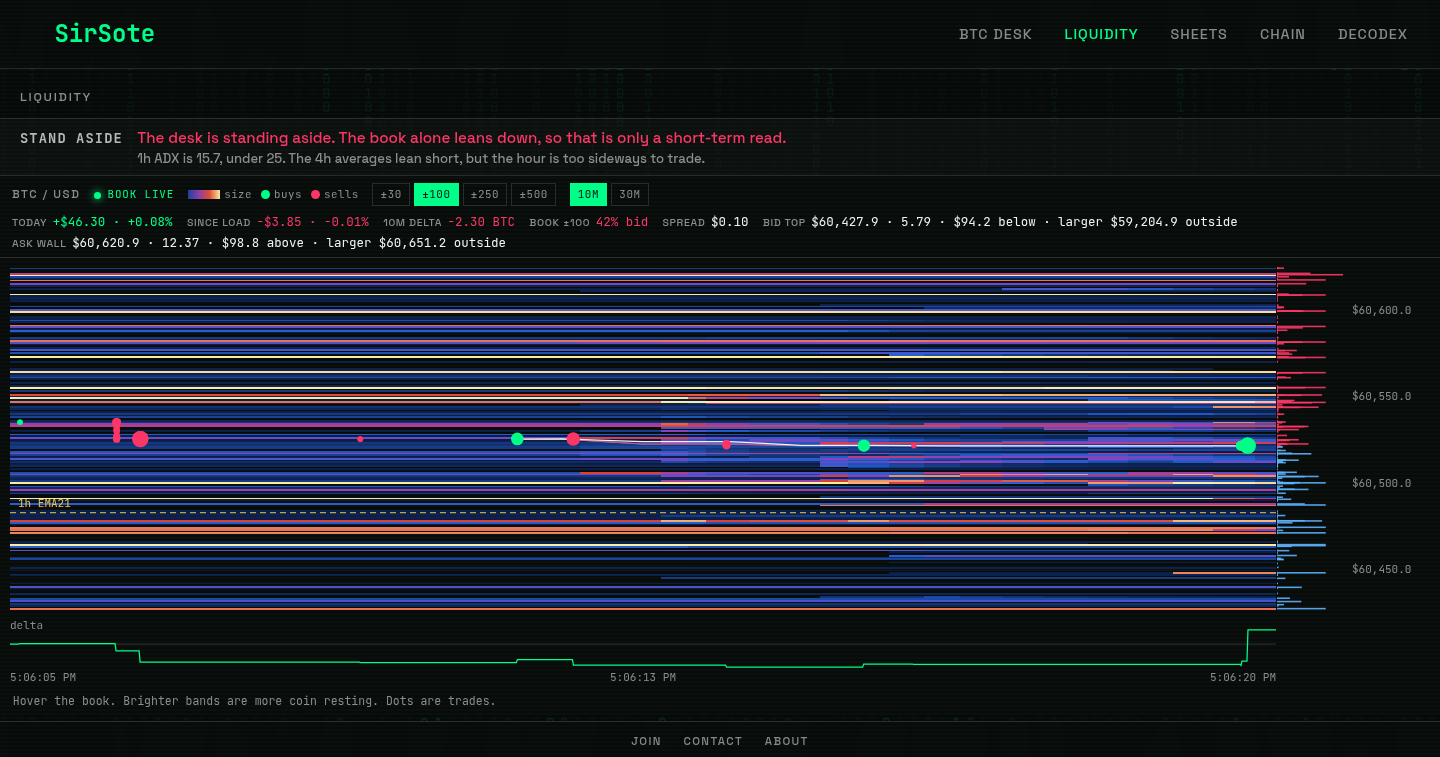 SirSote
BTC DESK LIQUIDITY SHEETS CHAIN DECODEX
LIQUIDITY
STAND ASIDE The desk is standing aside. The book alone leans down, so that is only a short-term read.
1h ADX is 15.7, under 25. The 4h averages lean short, but the hour is too sideways to trade.
BTC / USD BOOK LIVE size buys sells ±30 ±100 ±250 ±500 10M 30M
TODAY +$46.30 · +0.08% SINCE LOAD -$3.85 · -0.01% 10M DELTA -2.30 BTC BOOK ±100 42% bid SPREAD $0.10 BID TOP $60,427.9 · 5.79 · $94.2 below · larger $59,204.9 outside
ASK WALL $60,620.9 · 12.37 · $98.8 above · larger $60,651.2 outside
$60,600.0
$60,550.0
$60,500.0
1h EMA21
$60,450.0
delta
5:06:05 PM 5:06:13 PM 5:06:20 PM
Hover the book. Brighter bands are more coin resting. Dots are trades.
JOIN CONTACT ABOUT